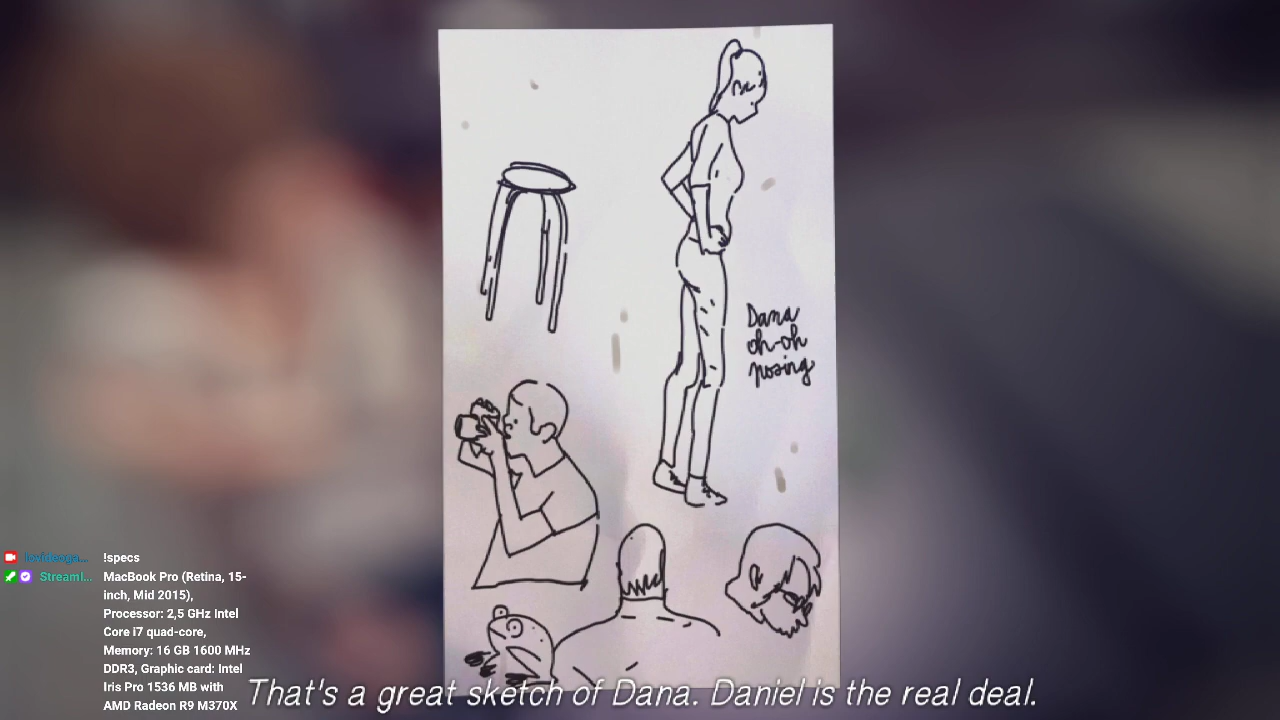 Dana
oh-oh
posing
!specs
Streaml...
MacBook Pro (Retina, 15-
inch, Mid 2015),
Processor: 2,5 GHz Intel
Core i7 quad-core,
Memory: 16 GB 1600 MHz
DDR3, Graphic card: Intel
Iris Pro 1536 MB with
AMD Radeon R9 M370X
That's a great sketch of Dana. Daniel is the real deal.